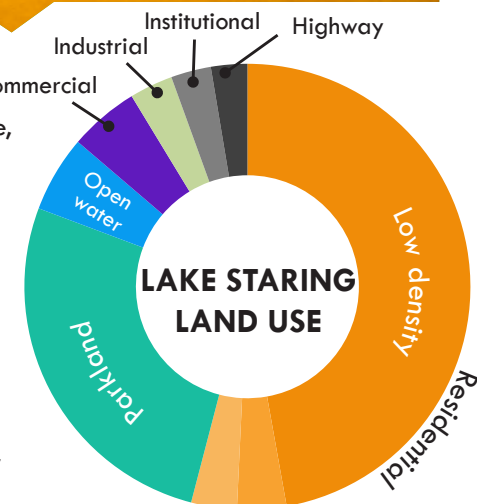 Institutional
Highway
Industrial
ommercial
e,
Open
water
LAKE STARING
LAND USE
Low density
Parkland
Residential